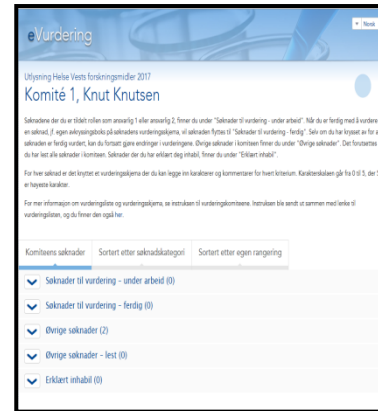 eVurdering
Norsk
Utlysning Helse Vests forskningsmidler 2017
Komité 1, Knut Knutsen
Søknadene der du er tildelt rollen som ansvarlig 1 eller ansvarlig 2, finner du under "Søknader til vurdering - under arbeid". Når du er ferdig med å vurdere
en søknad, jf. egen avkrysningsboks på søknadens vurderingsskjema, vil søknaden flyttes til "Søknader til vurdering - ferdig". Selv om du har krysset av for a
søknaden er ferdig vurdert, kan du fortsatt gjøre endringer i vurderingene. Øvrige søknader i komiteen finner du under "Øvrige søknader". Det forutsettes
du har lest alle søknader i komiteen. Søknader der du har erklært deg inhabil, finner du under "Erklært inhabil".
For hver søknad er det knyttet et vurderingsskjema der du kan legge inn karakterer og kommentarer for hvert kriterium. Karakterskalaen går fra 0 til 5, der 5
er høyeste karakter.
For mer informasjon om vurderingsliste og vurderingsskjema, se instruksen til vurderingskomiteene. Instruksen ble sendt ut sammen med lenke til
vurderingslisten, og du finner den også her.
Komiteens søknader Sortert etter søknadskategori Sortert etter egen rangering
Søknader til vurdering - under arbeid (0)
Søknader til vurdering - ferdig (0)
Øvrige søknader (2)
Øvrige søknader - lest (0)
Erklært inhabil (0)